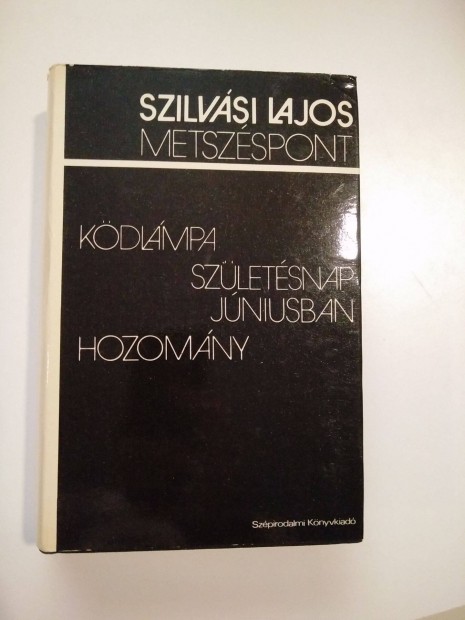 SZILVÁSI LAJOS
METSZÉSPONT
KÖDLÁMPA
SZÜLETÉSNAP
JÚNIUSBAN
HOZOMÁNY
Szépirodalmi Könyvkiadó